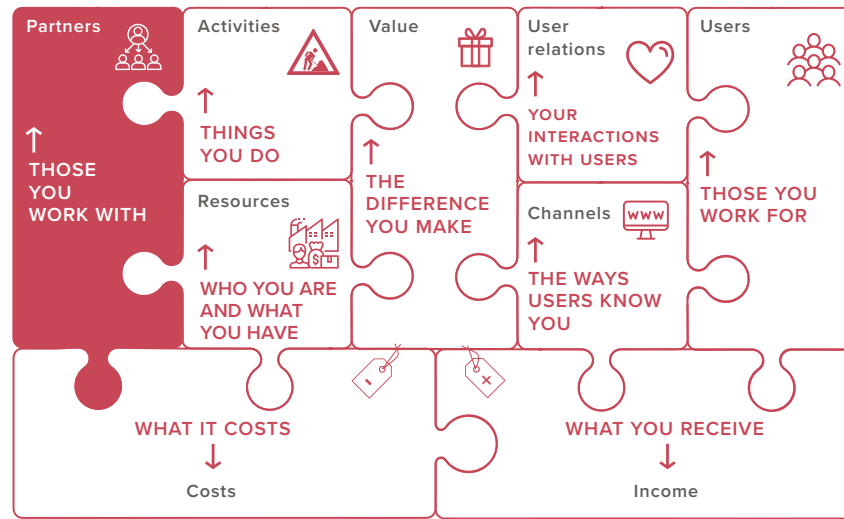 Partners
THOSE
YOU
WORK WITH
Activities
THINGS
YOU DO
Resources
WHO YOU ARE
AND WHAT
YOU HAVE
Value
THE
DIFFERENCE
YOU MAKE
User
relations
YOUR
INTERACTIONS
WITH USERS
Channels
WWW
THE WAYS
USERS KNOW
YOU
Users
THOSE YOU
WORK FOR
WHAT IT COSTS
Costs
WHAT YOU RECEIVE
Income